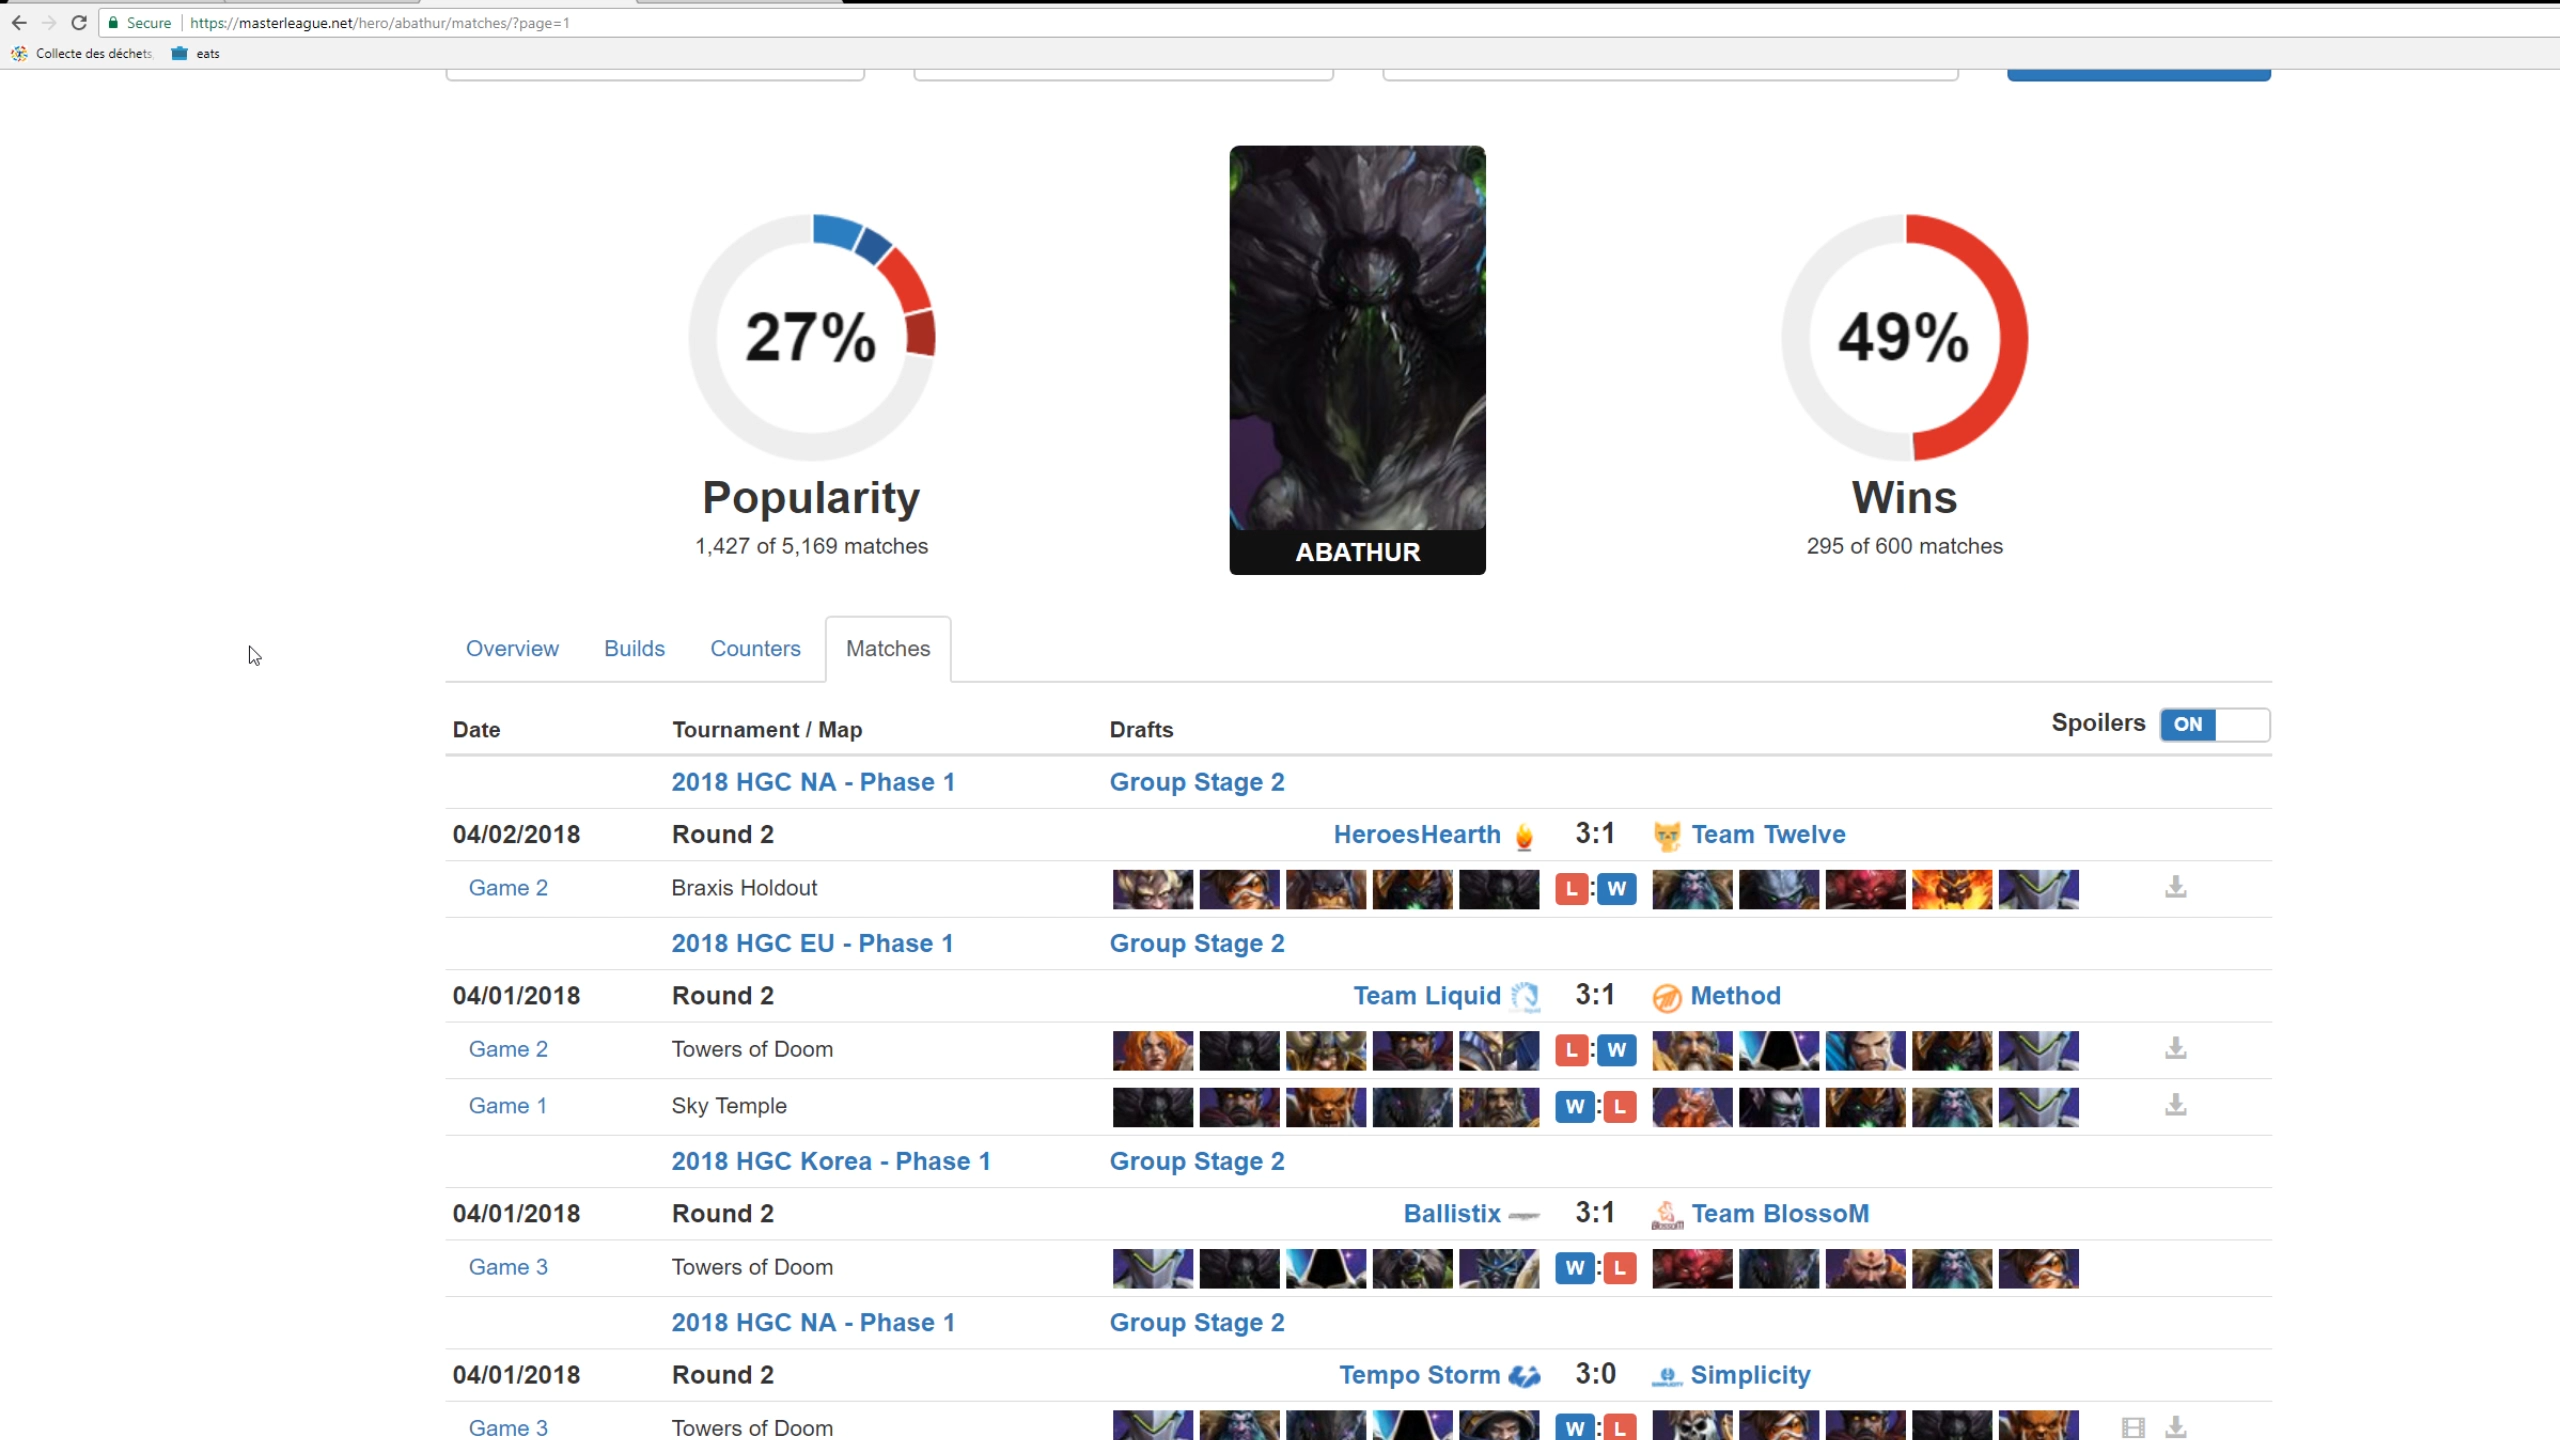 Secure https://masterleague.net/hero/abathur/matches/?page=1
Collecte des déchets eats
27% 49%
Popularity Wins
1,427 of 5,169 matches ABATHUR 295 of 600 matches
Overview Builds Counters Matches
Date Tournament / Map Drafts Spoilers ON
2018 HGC NA - Phase 1 Group Stage 2
04/02/2018 Round 2 HeroesHearth 3:1 Team Twelve
Game 2 Braxis Holdout L : W
2018 HGC EU - Phase 1 Group Stage 2
04/01/2018 Round 2 Team Liquid 3:1 Method
Game 2 Towers of Doom L : W
Game 1 Sky Temple W : L
2018 HGC Korea - Phase 1 Group Stage 2
04/01/2018 Round 2 Ballistix 3:1 Team BlossoM
Game 3 Towers of Doom W : L
2018 HGC NA - Phase 1 Group Stage 2
04/01/2018 Round 2 Tempo Storm 3:0 Simplicity
Game 3 Towers of Doom W : L